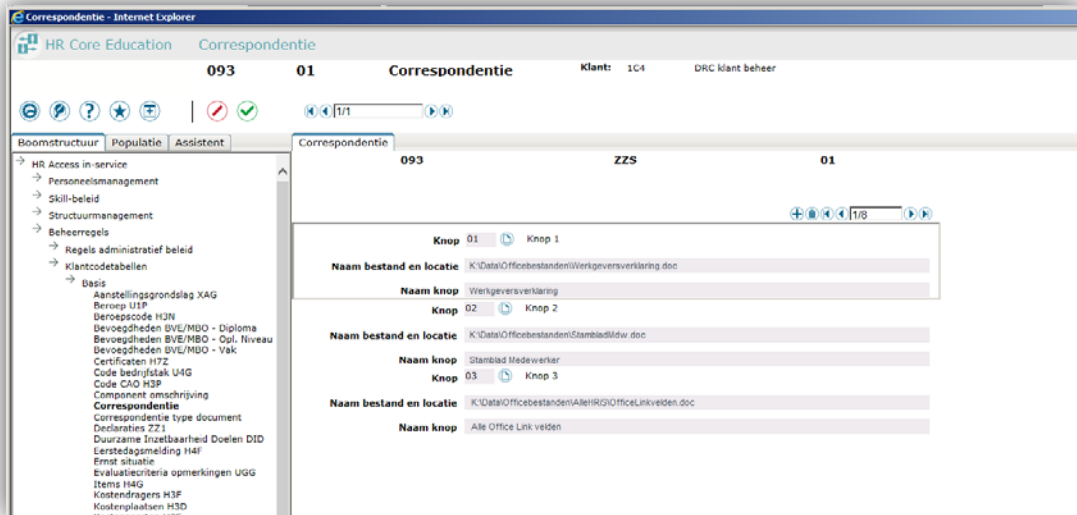 Correspondentie - Internet Explorer
HR Core Education Correspondentie
093 01 Correspondentie Klant: 1C4 DRC klant beheer
1/1
Boomstructuur Populatie Assistent
HR Access in-service
Personeelsmanagement
Skill-beleid
Structuurmanagement
Beheerregels
Regels administratief beleid
Klantcodetabellen
Basis
Aanstellingsgrondslag XAG
Beroep U1P
Beroepscode H3N
Bevoegdheden BVE/MBO - Diploma
Bevoegdheden BVE/MBO - Opl. Niveau
Bevoegdheden BVE/MBO - Vak
Certificaten H7Z
Code bedrijfstak U4G
Code CAO H3P
Component omschrijving
Correspondentie
Correspondentie type document
Declaraties ZZ1
Duurzame Inzetbaarheid Doelen DID
Eerstedagsmelding H4F
Ernst situatie
Evaluatiecriteria opmerkingen UGG
Items H4G
Kostendragers H3F
Kostenplaatsen H3D
Correspondentie
093 ZZS 01
1/8
Knop 01 Knop 1
Naam bestand en locatie K:\Data\Officebestanden\Werkgeversverklaring.doc
Naam knop Werkgeversverklaring
Knop 02 Knop 2
Naam bestand en locatie K:\Data\Officebestanden\StambladMdw.doc
Naam knop Stamblad Medewerker
Knop 03 Knop 3
Naam bestand en locatie K:\Data\Officebestanden\AlleHRIS\OfficeLinkvelden.doc
Naam knop Alle Office Link velden